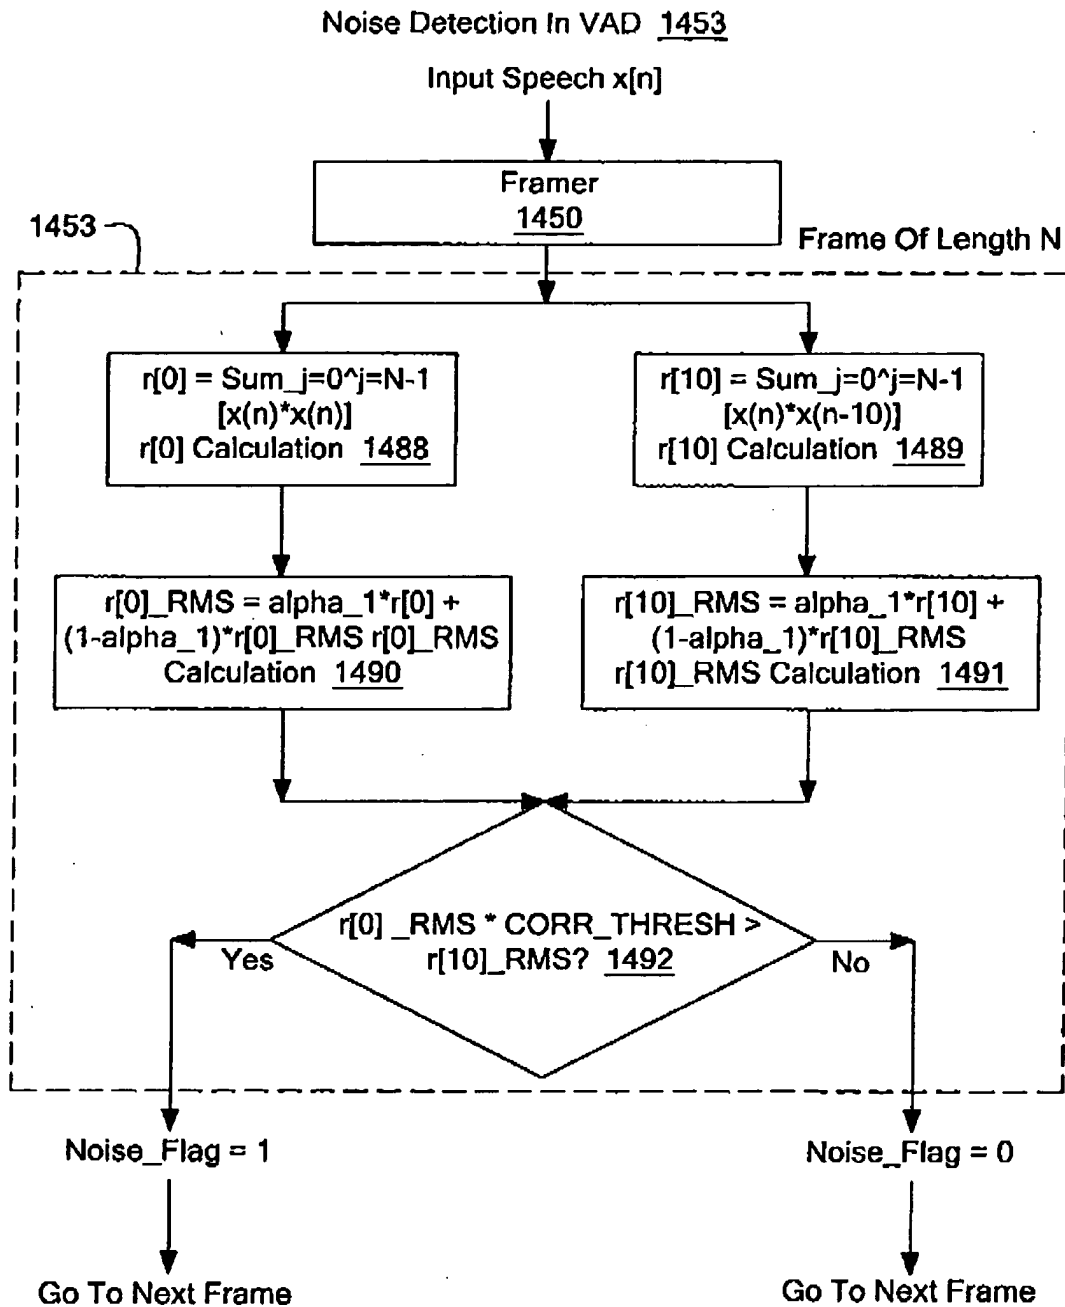 Noise Detection In VAD 1453
Input Speech x[n]
Framer
1450
1453
Frame Of Length N
r[0] = Sum_j=0^j=N-1
[x(n)*x(n)]
r[0] Calculation 1488
r[10] = Sum_j=0^j=N-1
[x(n)*x(n-10)]
r[10] Calculation 1489
r[0]_RMS = alpha_1*r[0] +
(1-alpha_1)*r[0]_RMS r[0]_RMS
Calculation 1490
r[10]_RMS = alpha_1*r[10] +
(1-alpha_1)*r[10]_RMS
r[10]_RMS Calculation 1491
r[0] _RMS * CORR_THRESH >
r[10]_RMS? 1492
Yes
No
Noise_Flag = 1
Noise_Flag = 0
Go To Next Frame
Go To Next Frame